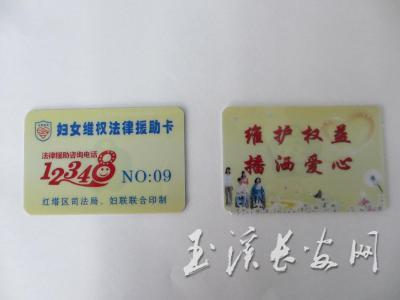 妇女维权法律援助卡
法律援助咨询电话
12348
NO:09
红塔区司法局、妇联联合印制
维护权益
播洒爱心
玉溪长安网